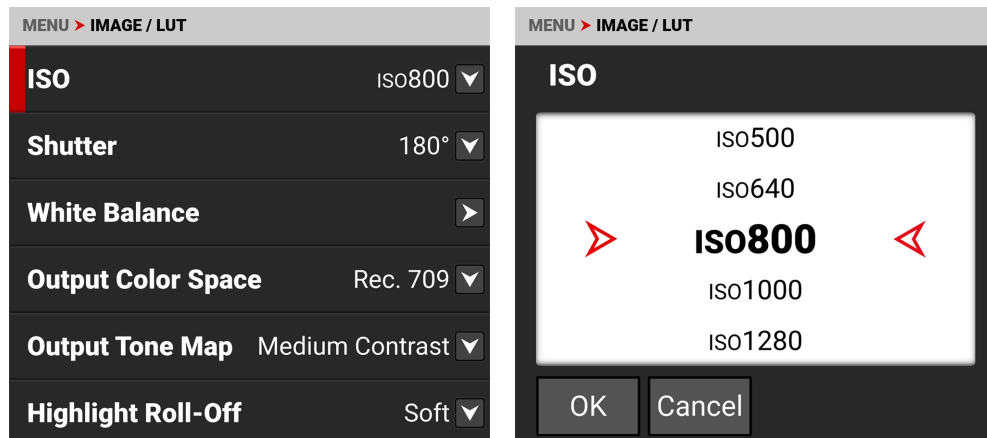 MENU ➤ IMAGE / LUT
ISO ISO800
Shutter 180°
White Balance
Output Color Space Rec. 709
Output Tone Map Medium Contrast
Highlight Roll-Off Soft
MENU ➤ IMAGE / LUT
ISO
ISO500
ISO640
ISO800
ISO1000
ISO1280
OK Cancel